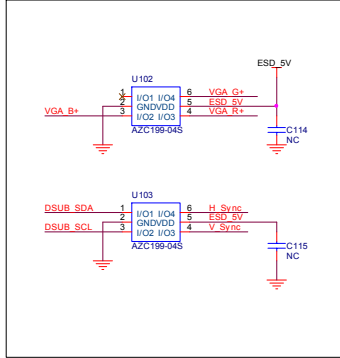 ESD_5V
U102
1 I/O1 I/O4 6 VGA_G+
2 GNDVDD 5 ESD_5V
VGA_B+ 3 I/O2 I/O3 4 VGA_R+
AZC199-04S
C114
NC
U103
DSUB_SDA 1 I/O1 I/O4 6 H_Sync
2 GNDVDD 5 ESD_5V
DSUB_SCL 3 I/O2 I/O3 4 V_Sync
AZC199-04S
C115
NC